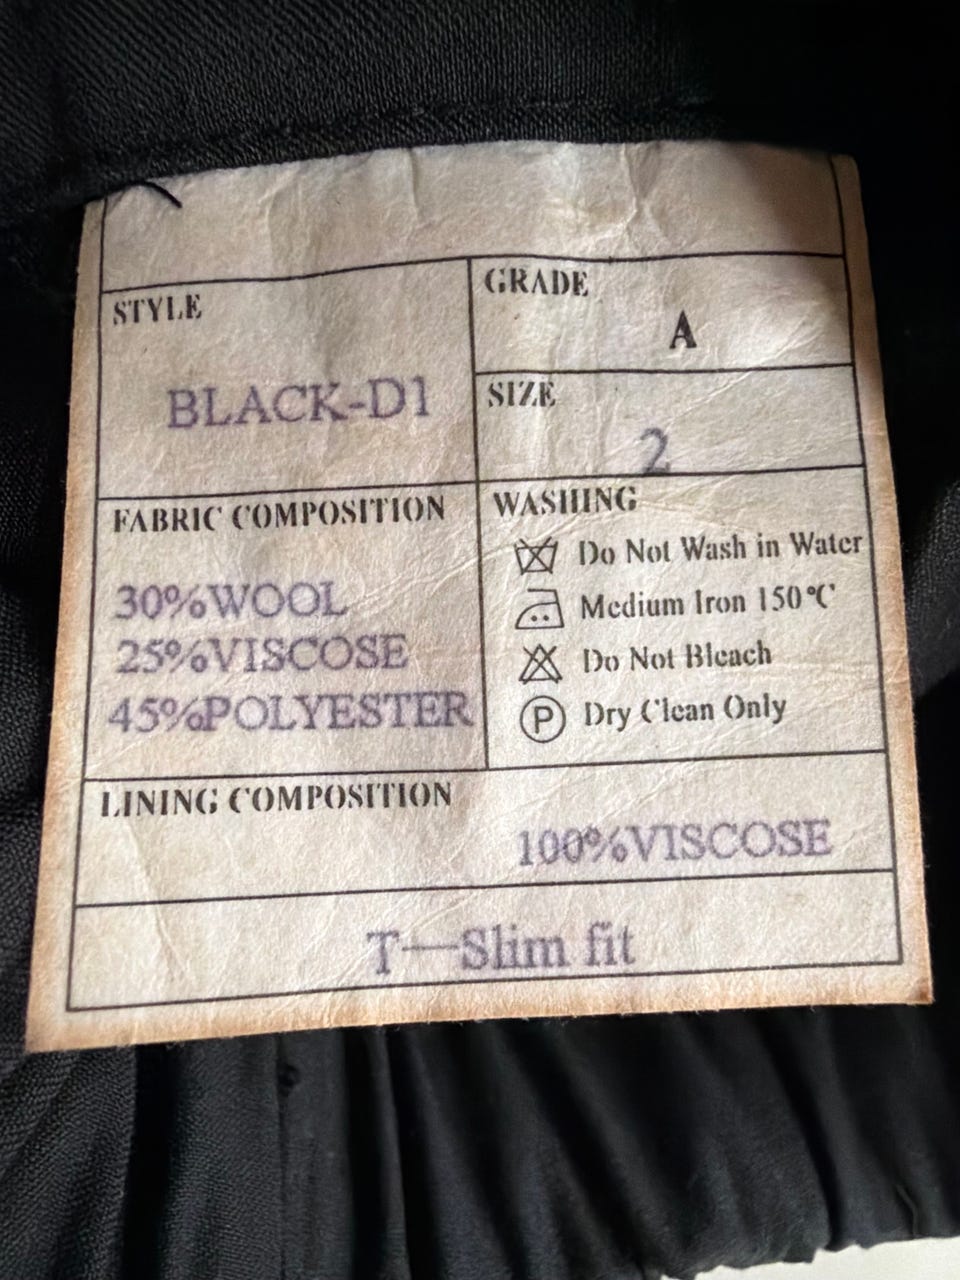 STYLE
BLACK-D1
GRADE
A
SIZE
2
FABRIC COMPOSITION
30%WOOL
25%VISCOSE
45%POLYESTER
WASHING
Do Not Wash in Water
Medium Iron 150℃
Do Not Bleach
P Dry Clean Only
LINING COMPOSITION
100%VISCOSE
T—Slim fit